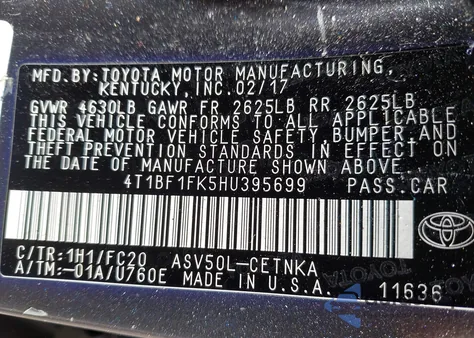 MFD. BY: TOYOTA MOTOR MANUFACTURING,
KENTUCKY, INC. 02/17
GVWR 4630LB GAWR FR 2625LB RR 2625LB
THIS VEHICLE CONFORMS TO ALL APPLICABLE
FEDERAL MOTOR VEHICLE SAFETY, BUMPER AND
THEFT PREVENTION STANDARDS IN EFFECT ON
THE DATE OF MANUFACTURE SHOWN ABOVE.
4T1BF1FK5HU395699 PASS.CAR
C/TR:1H1/FC20 ASV50L-CETNKA
A/TM:-01A/U760E MADE IN U.S.A. 11636
TOYOTA